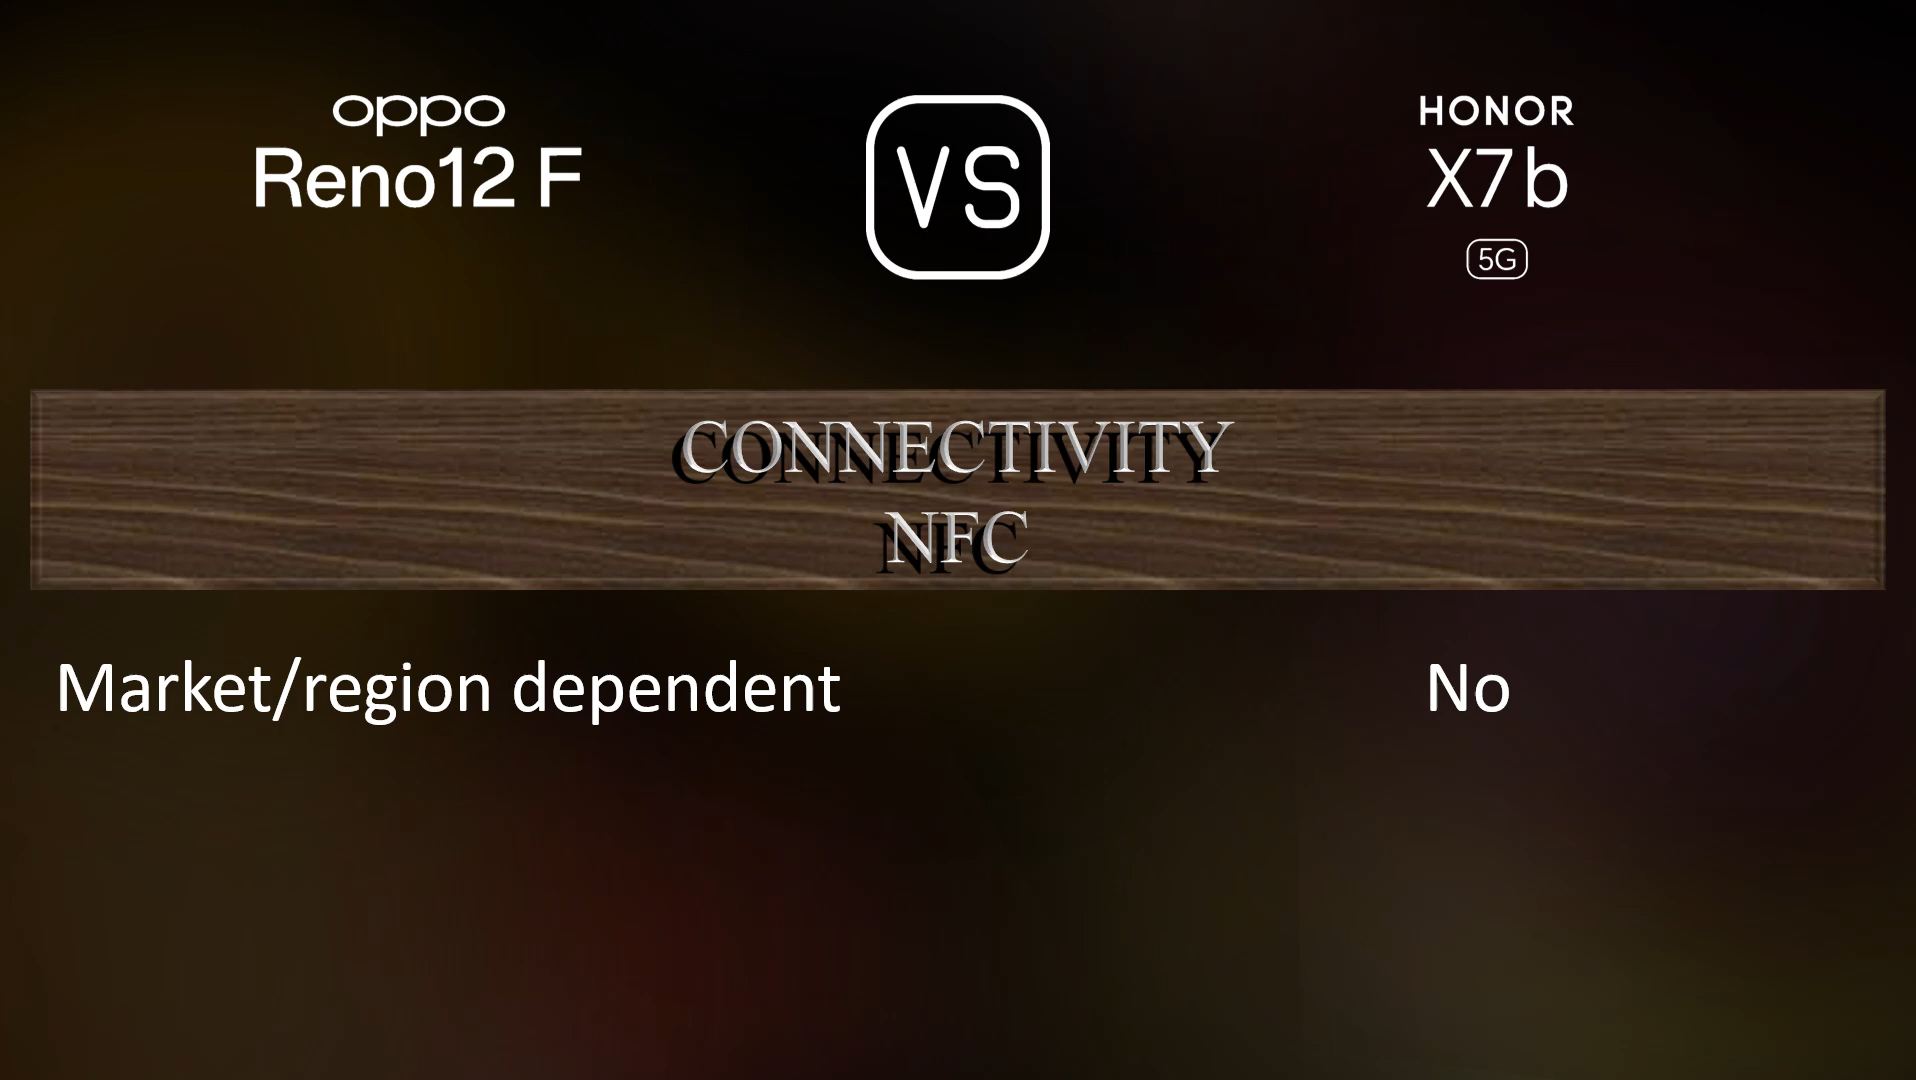 oppo
Reno12 F
VS
HONOR
X7b
5G
CONNECTIVITY
NFC
Market/region dependent
No